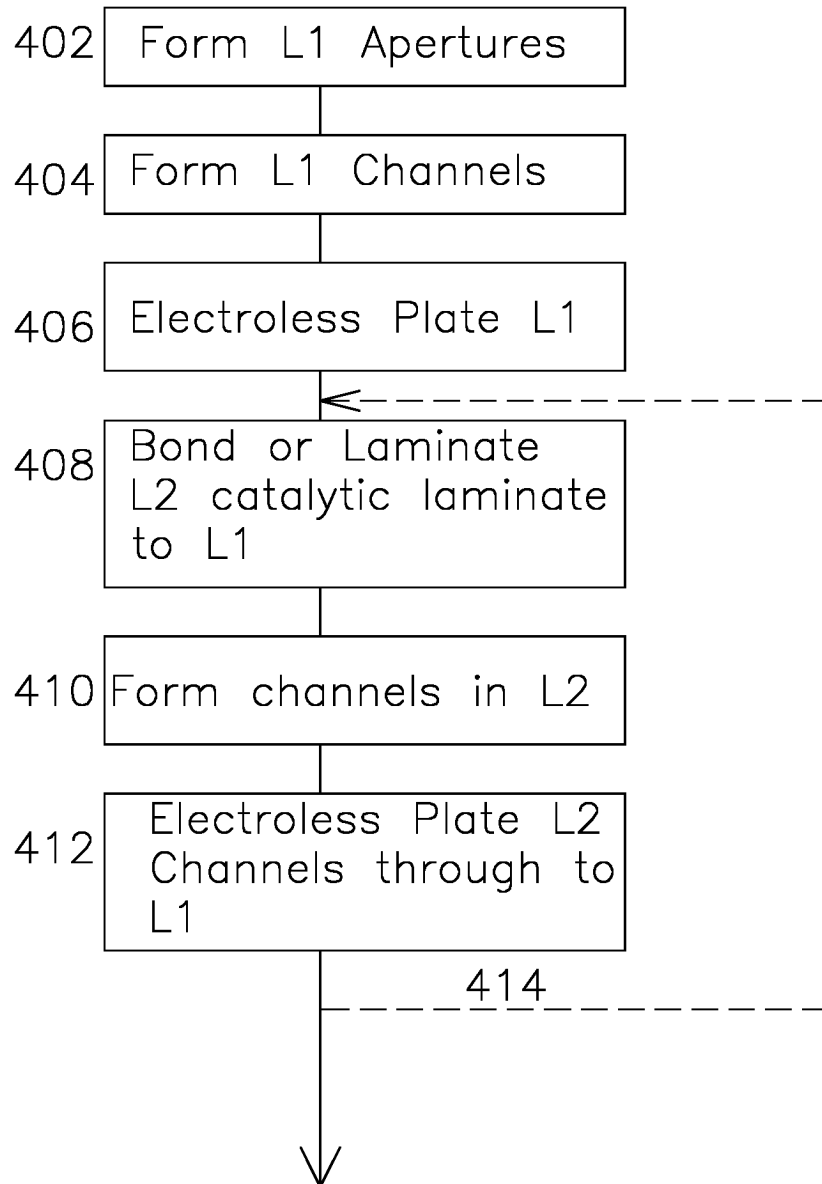 402
Form L1 Apertures
404
Form L1 Channels
406
Electroless Plate L1
408
Bond or Laminate
L2 catalytic laminate
to L1
410
Form channels in L2
412
Electroless Plate L2
Channels through to
L1
414